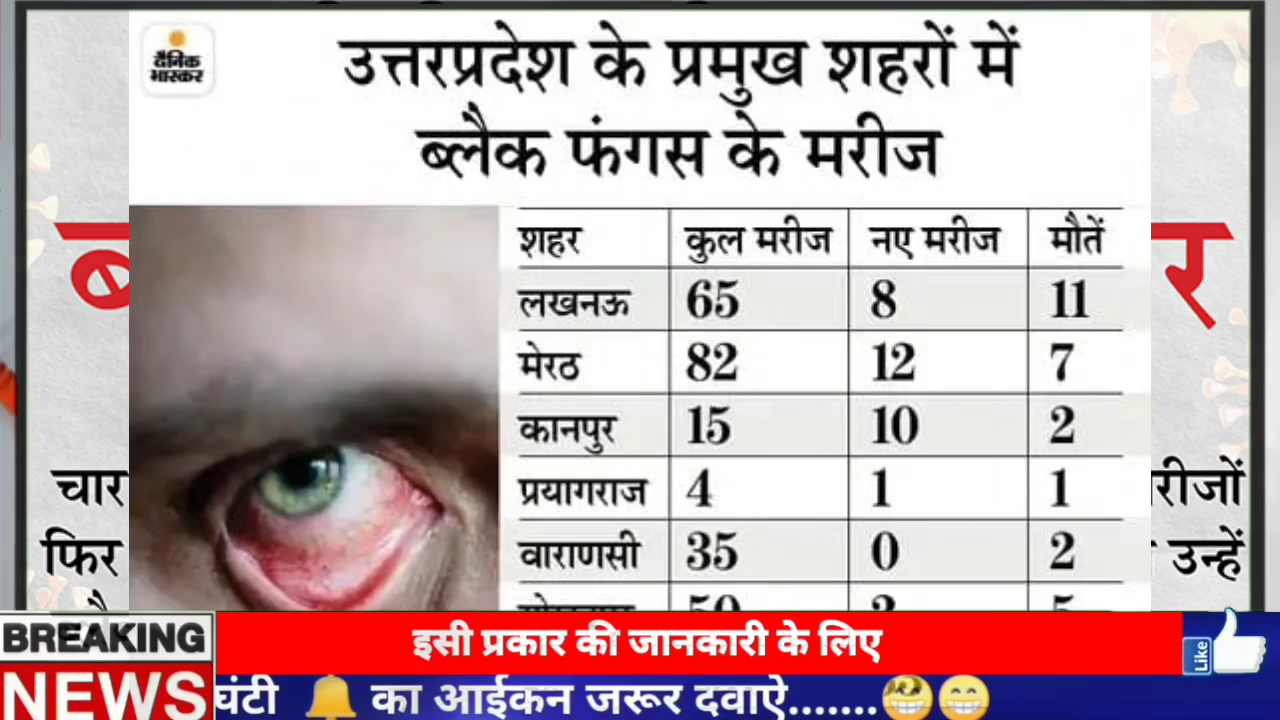 दैनिक
भास्कर
उत्तरप्रदेश के प्रमुख शहरों में
ब्लैक फंगस के मरीज
शहर कुल मरीज नए मरीज मौतें
लखनऊ 65 8 11
मेरठ 82 12 7
कानपुर 15 10 2
प्रयागराज 4 1 1
वाराणसी 35 0 2
चार
रीजों
फिर
उन्हें
BREAKING
NEWS
इसी प्रकार की जानकारी के लिए
Like
घंटी 🔔 का आईकन जरूर दवाऐ.......😁😁